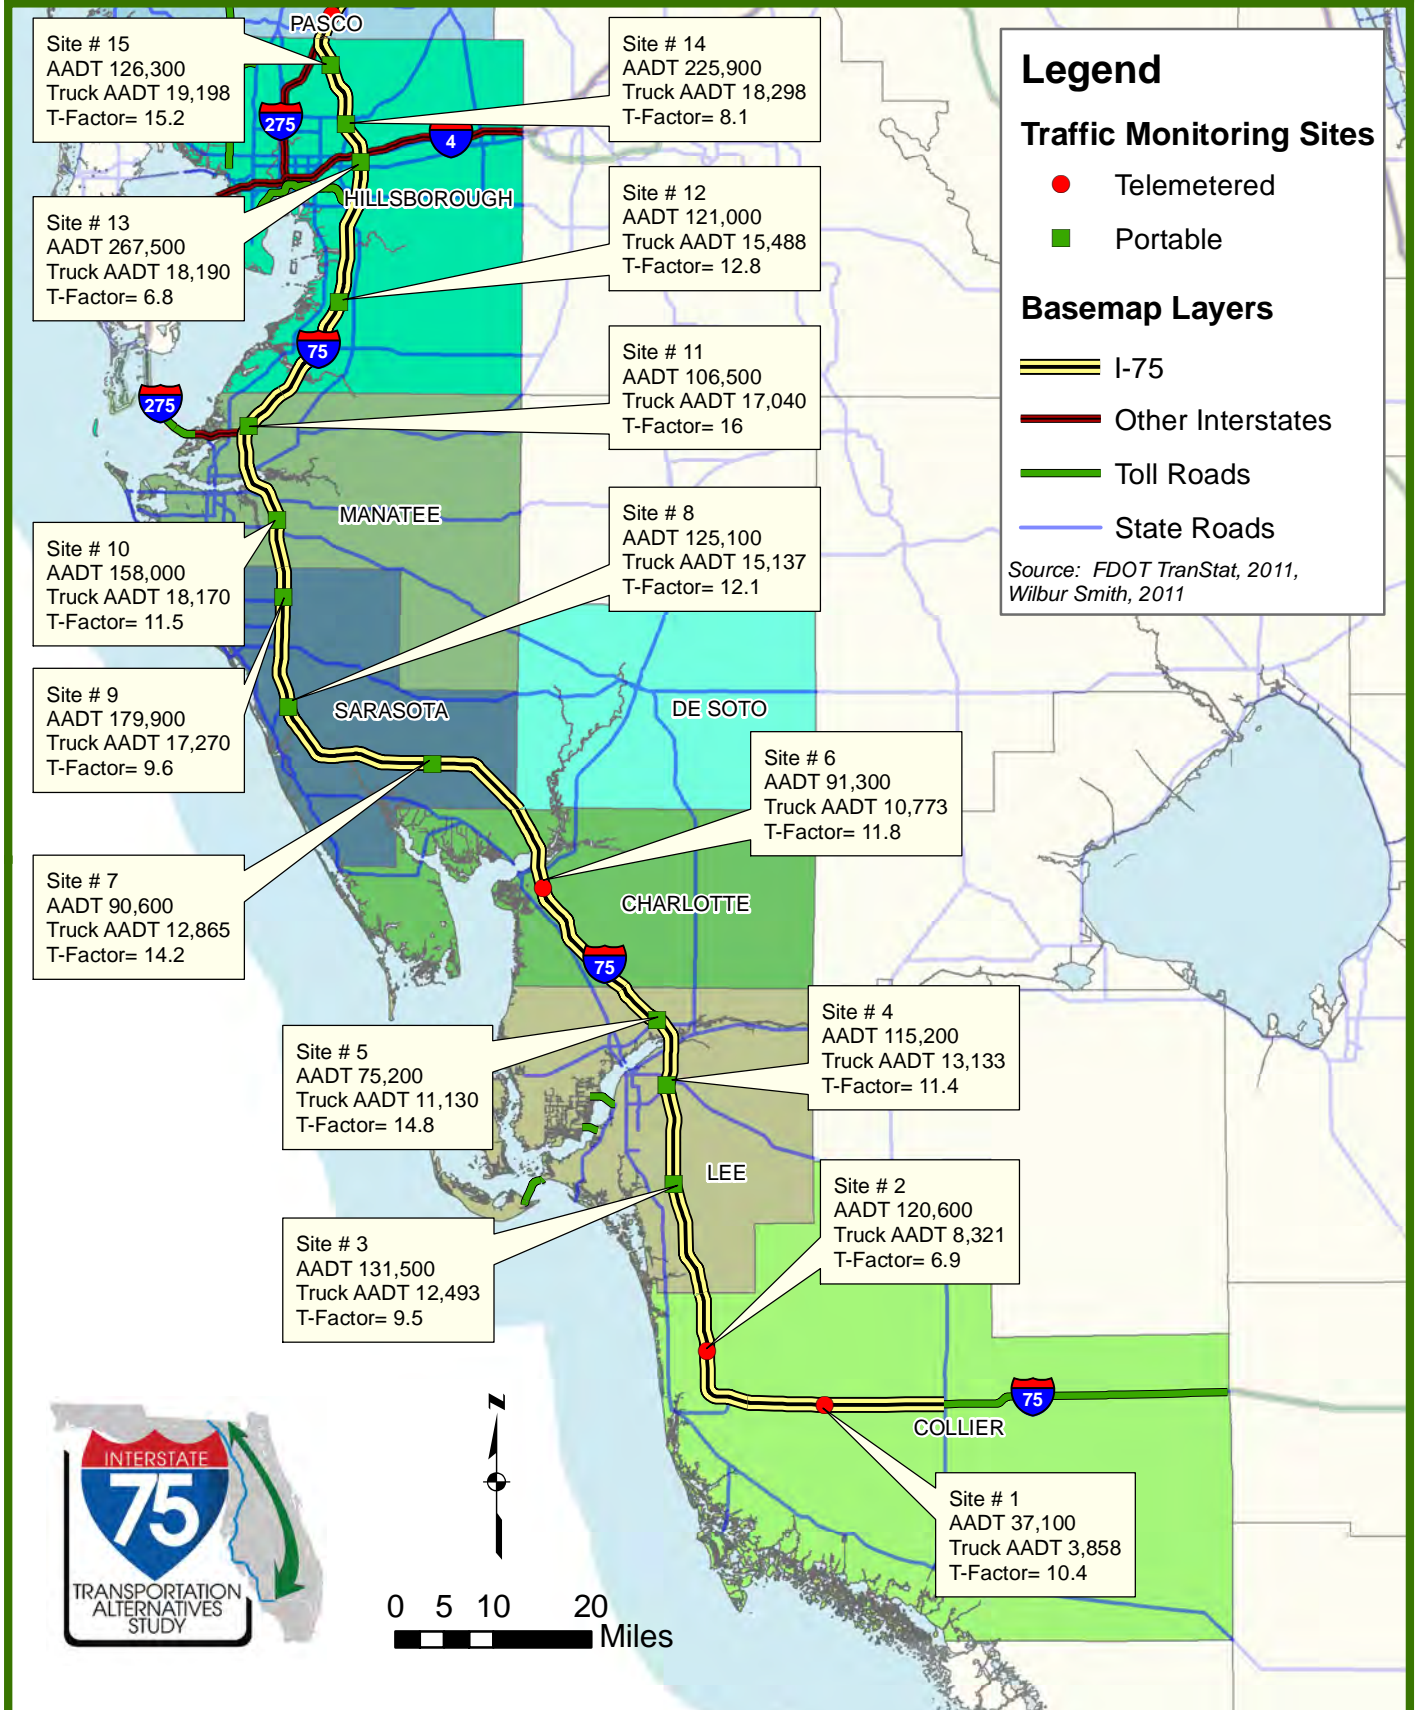 PASCO
Site # 15
AADT 126,300
Truck AADT 19,198
T-Factor= 15.2
Site # 14
AADT 225,900
Truck AADT 18,298
T-Factor= 8.1
Legend
Traffic Monitoring Sites
Telemetered
Portable
Basemap Layers
I-75
Other Interstates
Toll Roads
State Roads
Source: FDOT TranStat, 2011,
Wilbur Smith, 2011
275
4
HILLSBOROUGH
Site # 13
AADT 267,500
Truck AADT 18,190
T-Factor= 6.8
Site # 12
AADT 121,000
Truck AADT 15,488
T-Factor= 12.8
75
275
Site # 11
AADT 106,500
Truck AADT 17,040
T-Factor= 16
MANATEE
Site # 10
AADT 158,000
Truck AADT 18,170
T-Factor= 11.5
Site # 8
AADT 125,100
Truck AADT 15,137
T-Factor= 12.1
Site # 9
AADT 179,900
Truck AADT 17,270
T-Factor= 9.6
SARASOTA
DE SOTO
Site # 6
AADT 91,300
Truck AADT 10,773
T-Factor= 11.8
Site # 7
AADT 90,600
Truck AADT 12,865
T-Factor= 14.2
CHARLOTTE
75
Site # 5
AADT 75,200
Truck AADT 11,130
T-Factor= 14.8
Site # 4
AADT 115,200
Truck AADT 13,133
T-Factor= 11.4
LEE
Site # 2
AADT 120,600
Truck AADT 8,321
T-Factor= 6.9
Site # 3
AADT 131,500
Truck AADT 12,493
T-Factor= 9.5
75
COLLIER
Site # 1
AADT 37,100
Truck AADT 3,858
T-Factor= 10.4
INTERSTATE
75
TRANSPORTATION
ALTERNATIVES
STUDY
N
0 5 10 20
Miles